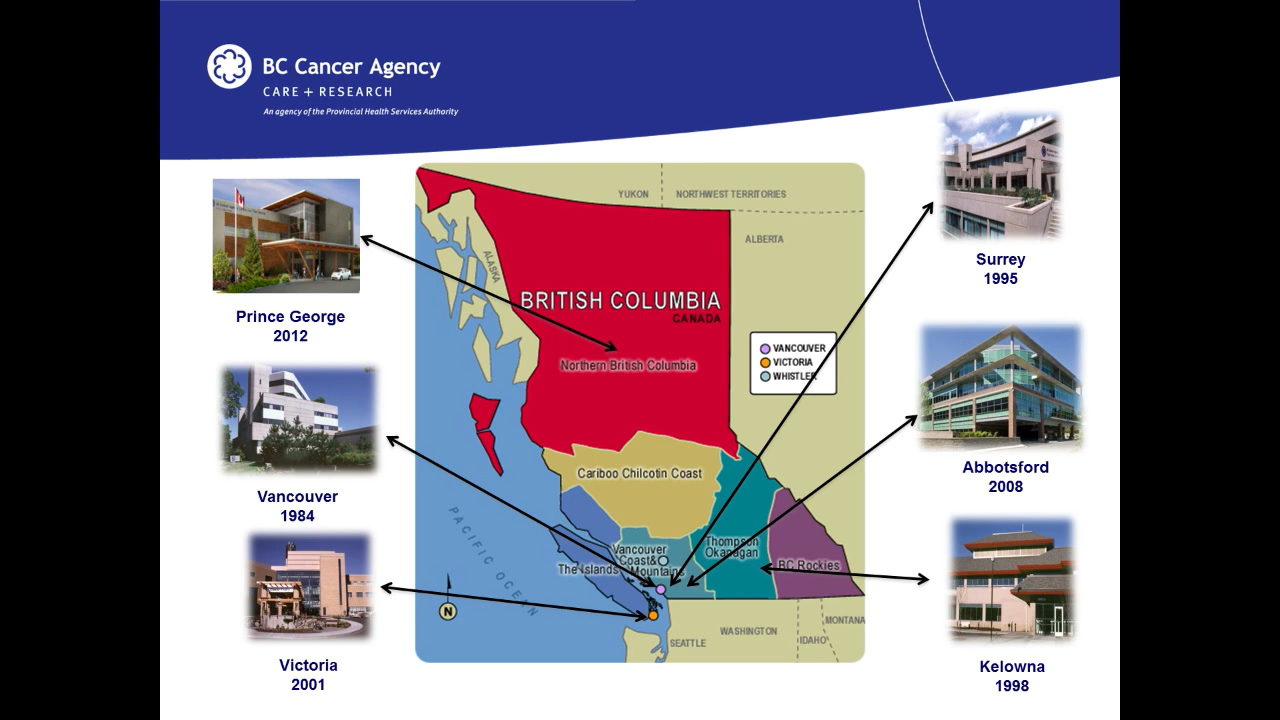 BC Cancer Agency
CARE + RESEARCH
An agency of the Provincial Health Services Authority
Prince George
2012
Vancouver
1984
Victoria
2001
YUKON
NORTHWEST TERRITORIES
ALBERTA
ALASKA
BRITISH COLUMBIA
CANADA
Northern British Columbia
VANCOUVER
VICTORIA
WHISTLER
Cariboo Chilcotin Coast
Thompson
Okanagan
Vancouver
Coast&
Mountains
The Islands
BC Rockies
PACIFIC OCEAN
N
SEATTLE
WASHINGTON
IDAHO
MONTANA
Surrey
1995
Abbotsford
2008
Kelowna
1998